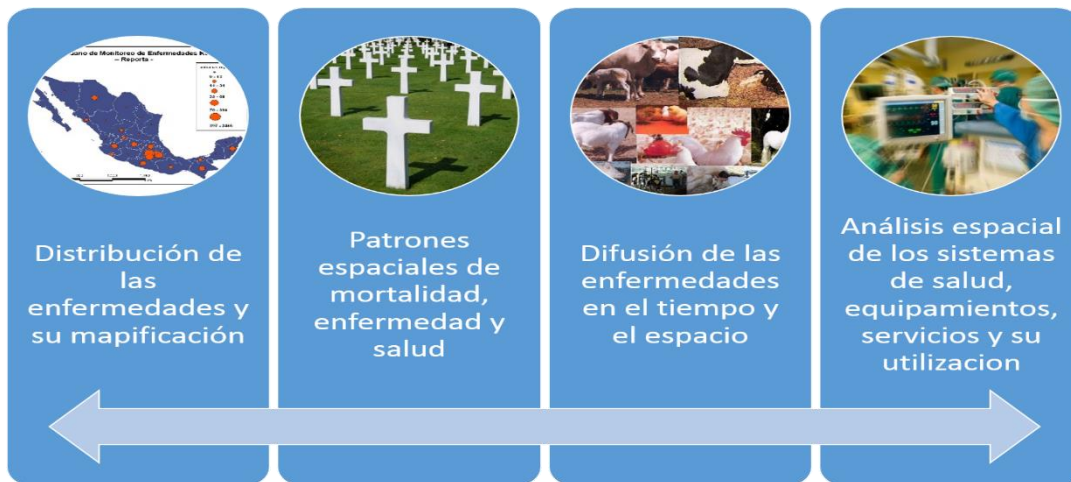 – Reporte -
Distribución de
las
enfermedades y
su mapificación
Patrones
espaciales de
mortalidad,
enfermedad y
salud
Difusión de las
enfermedades
en el tiempo y
el espacio
Análisis espacial
de los sistemas
de salud,
equipamientos,
servicios y su
utilizacion